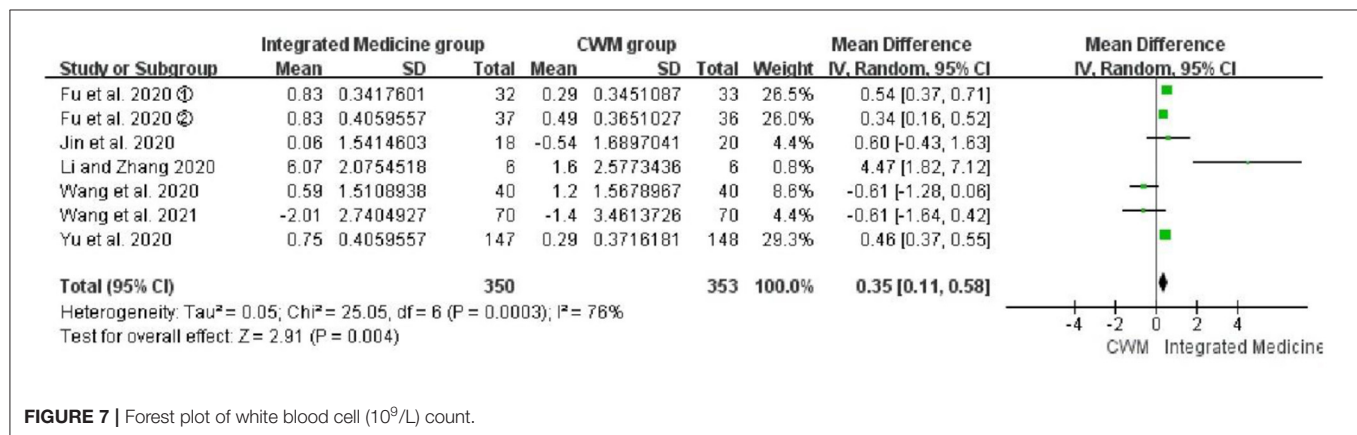 Integrated Medicine group CWM group Mean Difference Mean Difference
Study or Subgroup Mean SD Total Mean SD Total Weight IV, Random, 95% CI IV, Random, 95% CI
Fu et al. 2020 ① 0.83 0.3417601 32 0.29 0.3451087 33 26.5% 0.54 [0.37, 0.71]
Fu et al. 2020 ② 0.83 0.4059557 37 0.49 0.3651027 36 26.0% 0.34 [0.16, 0.52]
Jin et al. 2020 0.06 1.5414603 18 -0.54 1.6897041 20 4.4% 0.60 [-0.43, 1.63]
Li and Zhang 2020 6.07 2.0754518 6 1.6 2.5773436 6 0.8% 4.47 [1.82, 7.12]
Wang et al. 2020 0.59 1.5108938 40 1.2 1.5678967 40 8.6% -0.61 [-1.28, 0.06]
Wang et al. 2021 -2.01 2.7404927 70 -1.4 3.4613726 70 4.4% -0.61 [-1.64, 0.42]
Yu et al. 2020 0.75 0.4059557 147 0.29 0.3716181 148 29.3% 0.46 [0.37, 0.55]
Total (95% CI) 350 353 100.0% 0.35 [0.11, 0.58]
Heterogeneity: Tau² = 0.05; Chi² = 25.05, df = 6 (P = 0.0003); I² = 76%
Test for overall effect: Z = 2.91 (P = 0.004)
-4 -2 0 2 4
CWM Integrated Medicine
FIGURE 7 | Forest plot of white blood cell (10⁹/L) count.